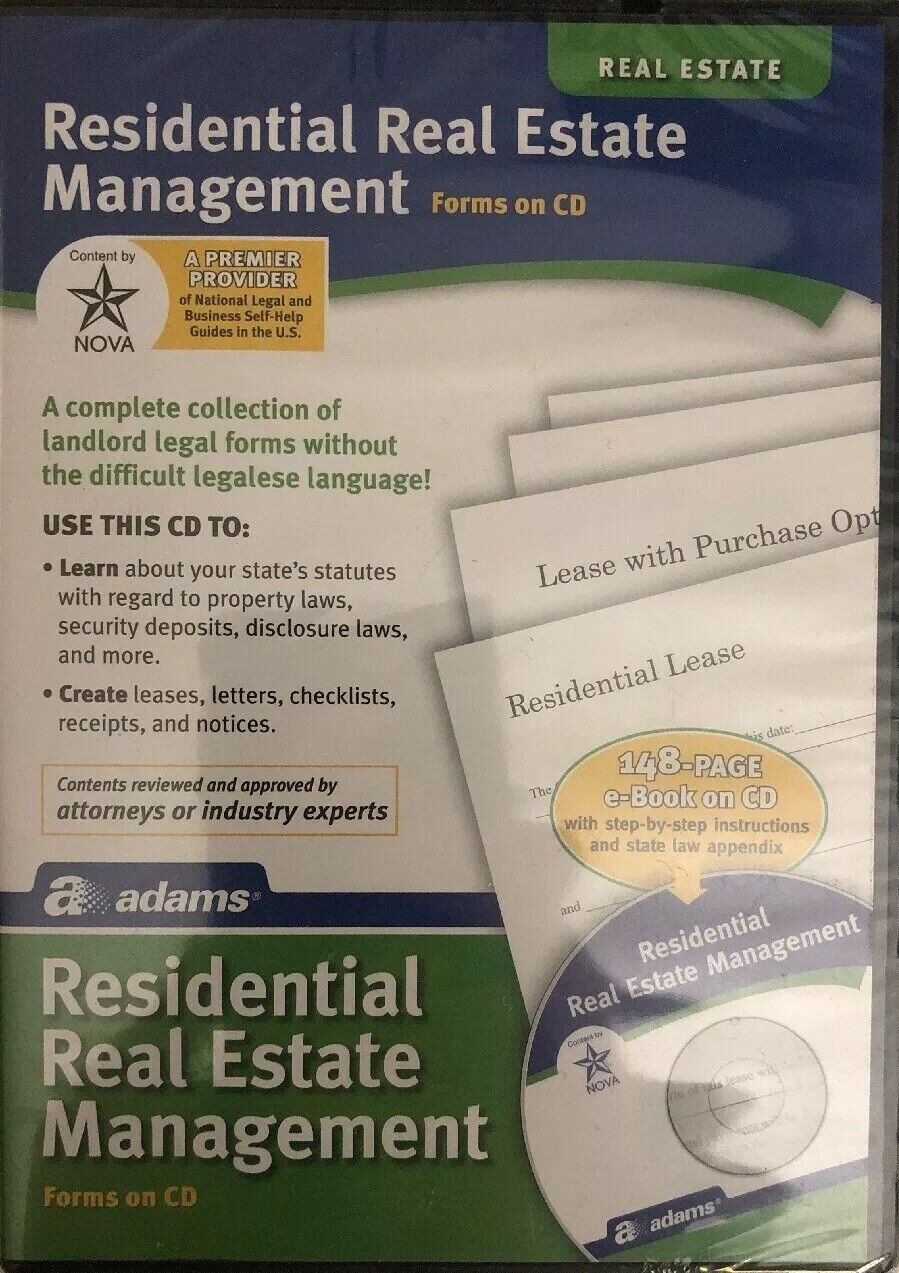 REAL ESTATE
Residential Real Estate
Management Forms on CD
Content by
NOVA
A PREMIER
PROVIDER
of National Legal and
Business Self-Help
Guides in the U.S.
A complete collection of
landlord legal forms without
the difficult legalese language!
USE THIS CD TO:
• Learn about your state's statutes
with regard to property laws,
security deposits, disclosure laws,
and more.
• Create leases, letters, checklists,
receipts, and notices.
Contents reviewed and approved by
attorneys or industry experts
Lease with Purchase Opt
Residential Lease
is date:
The
148-PAGE
e-Book on CD
with step-by-step instructions
and state law appendix
and
a adams®
Residential
Real Estate
Management
Forms on CD
Residential
Real Estate Management
Content by
NOVA
of this lease will
a adams®